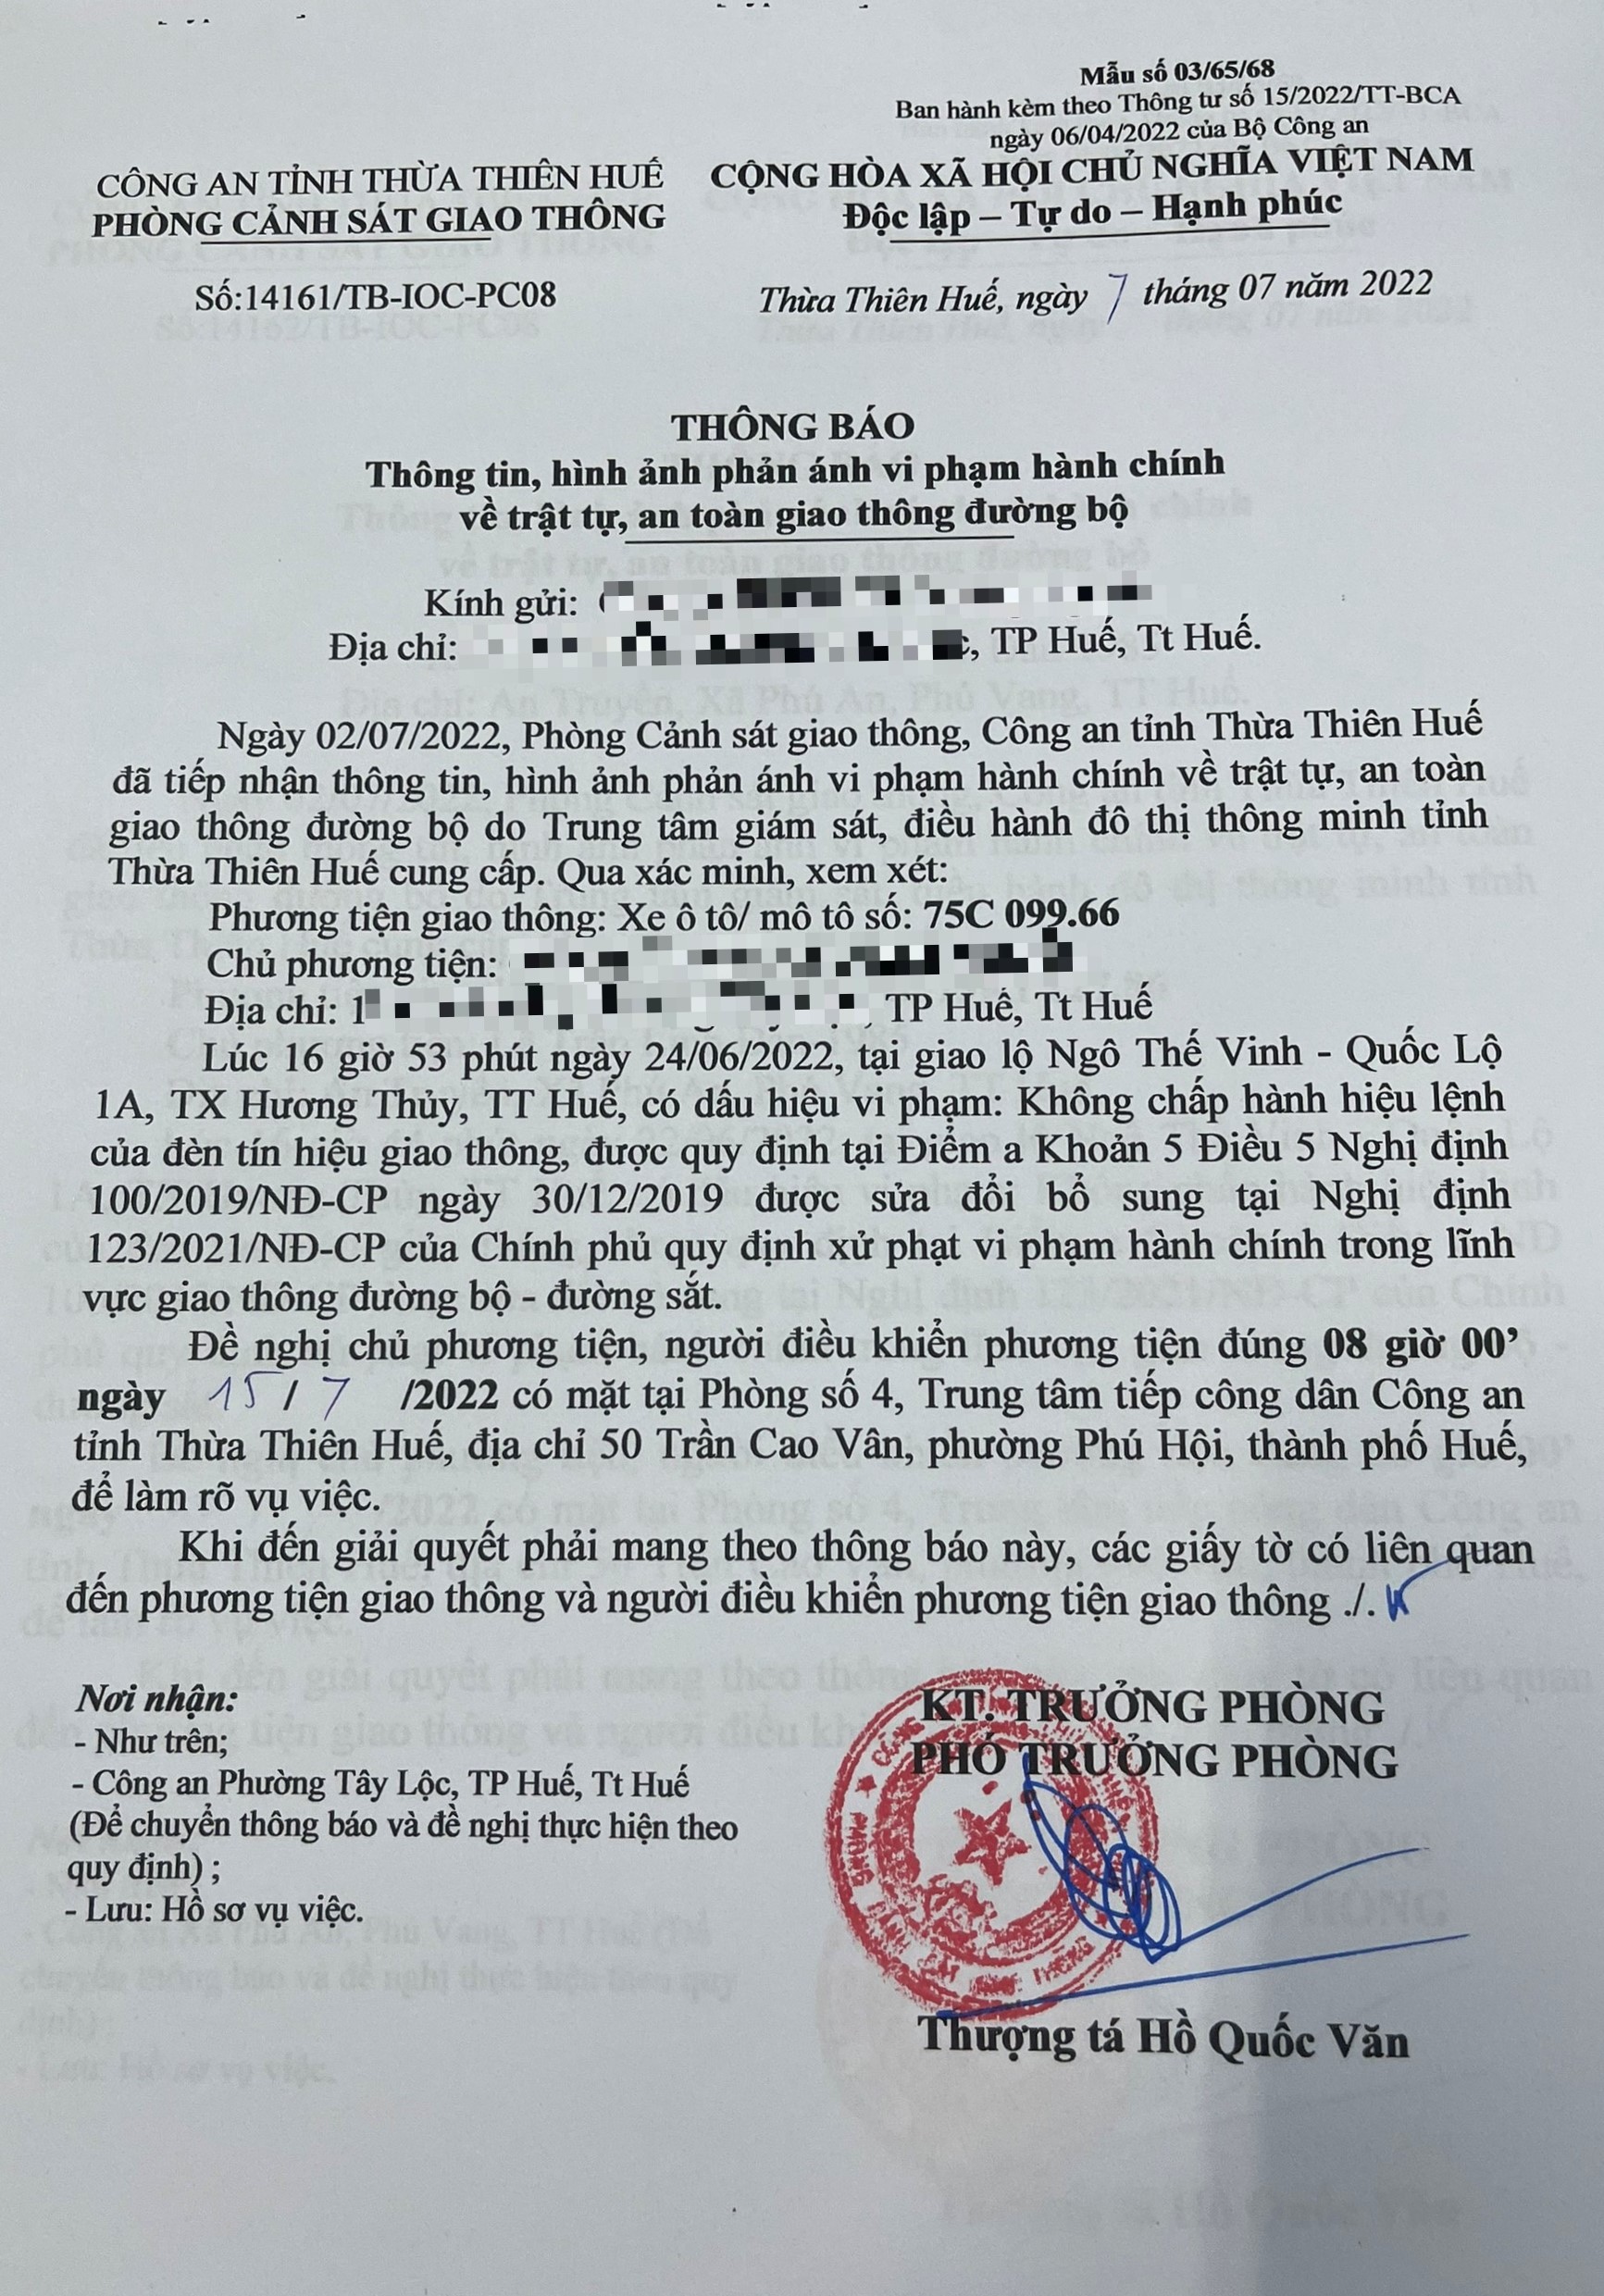 Mẫu số 03/65/68
Ban hành kèm theo Thông tư số 15/2022/TT-BCA
ngày 06/04/2022 của Bộ Công an
CÔNG AN TỈNH THỪA THIÊN HUẾ
PHÒNG CẢNH SÁT GIAO THÔNG
CỘNG HÒA XÃ HỘI CHỦ NGHĨA VIỆT NAM
Độc lập – Tự do – Hạnh phúc
Số:14161/TB-IOC-PC08
Thừa Thiên Huế, ngày 7 tháng 07 năm 2022
THÔNG BÁO
Thông tin, hình ảnh phản ánh vi phạm hành chính
về trật tự, an toàn giao thông đường bộ
Kính gửi:
Địa chỉ: , TP Huế, Tt Huế.
Ngày 02/07/2022, Phòng Cảnh sát giao thông, Công an tỉnh Thừa Thiên Huế
đã tiếp nhận thông tin, hình ảnh phản ánh vi phạm hành chính về trật tự, an toàn
giao thông đường bộ do Trung tâm giám sát, điều hành đô thị thông minh tỉnh
Thừa Thiên Huế cung cấp. Qua xác minh, xem xét:
Phương tiện giao thông: Xe ô tô/ mô tô số: 75C 099.66
Chủ phương tiện:
Địa chỉ: 1 , TP Huế, Tt Huế
Lúc 16 giờ 53 phút ngày 24/06/2022, tại giao lộ Ngô Thế Vinh - Quốc Lộ
1A, TX Hương Thủy, TT Huế, có dấu hiệu vi phạm: Không chấp hành hiệu lệnh
của đèn tín hiệu giao thông, được quy định tại Điểm a Khoản 5 Điều 5 Nghị định
100/2019/NĐ-CP ngày 30/12/2019 được sửa đổi bổ sung tại Nghị định
123/2021/NĐ-CP của Chính phủ quy định xử phạt vi phạm hành chính trong lĩnh
vực giao thông đường bộ - đường sắt.
Đề nghị chủ phương tiện, người điều khiển phương tiện đúng 08 giờ 00’
ngày 15 / 7 /2022 có mặt tại Phòng số 4, Trung tâm tiếp công dân Công an
tỉnh Thừa Thiên Huế, địa chỉ 50 Trần Cao Vân, phường Phú Hội, thành phố Huế,
để làm rõ vụ việc.
Khi đến giải quyết phải mang theo thông báo này, các giấy tờ có liên quan
đến phương tiện giao thông và người điều khiển phương tiện giao thông ./.
Nơi nhận:
- Như trên;
- Công an Phường Tây Lộc, TP Huế, Tt Huế
(Để chuyển thông báo và đề nghị thực hiện theo
quy định) ;
- Lưu: Hồ sơ vụ việc.
KT. TRƯỞNG PHÒNG
PHÓ TRƯỞNG PHÒNG
Thượng tá Hồ Quốc Văn